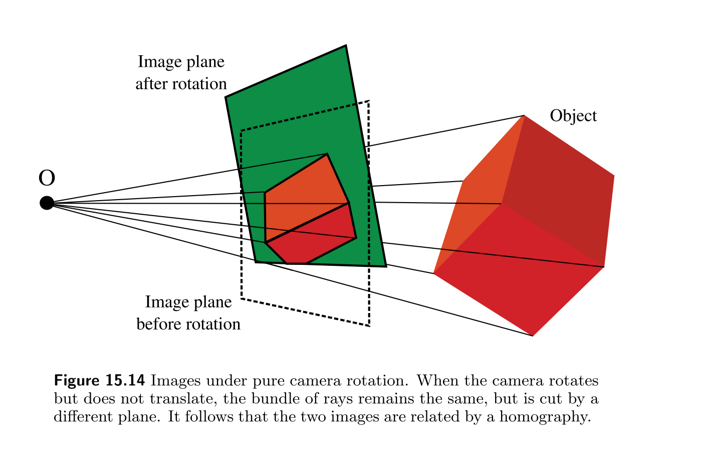 Image plane
after rotation
Object
O
Image plane
before rotation
Figure 15.14 Images under pure camera rotation. When the camera rotates
but does not translate, the bundle of rays remains the same, but is cut by a
different plane. It follows that the two images are related by a homography.